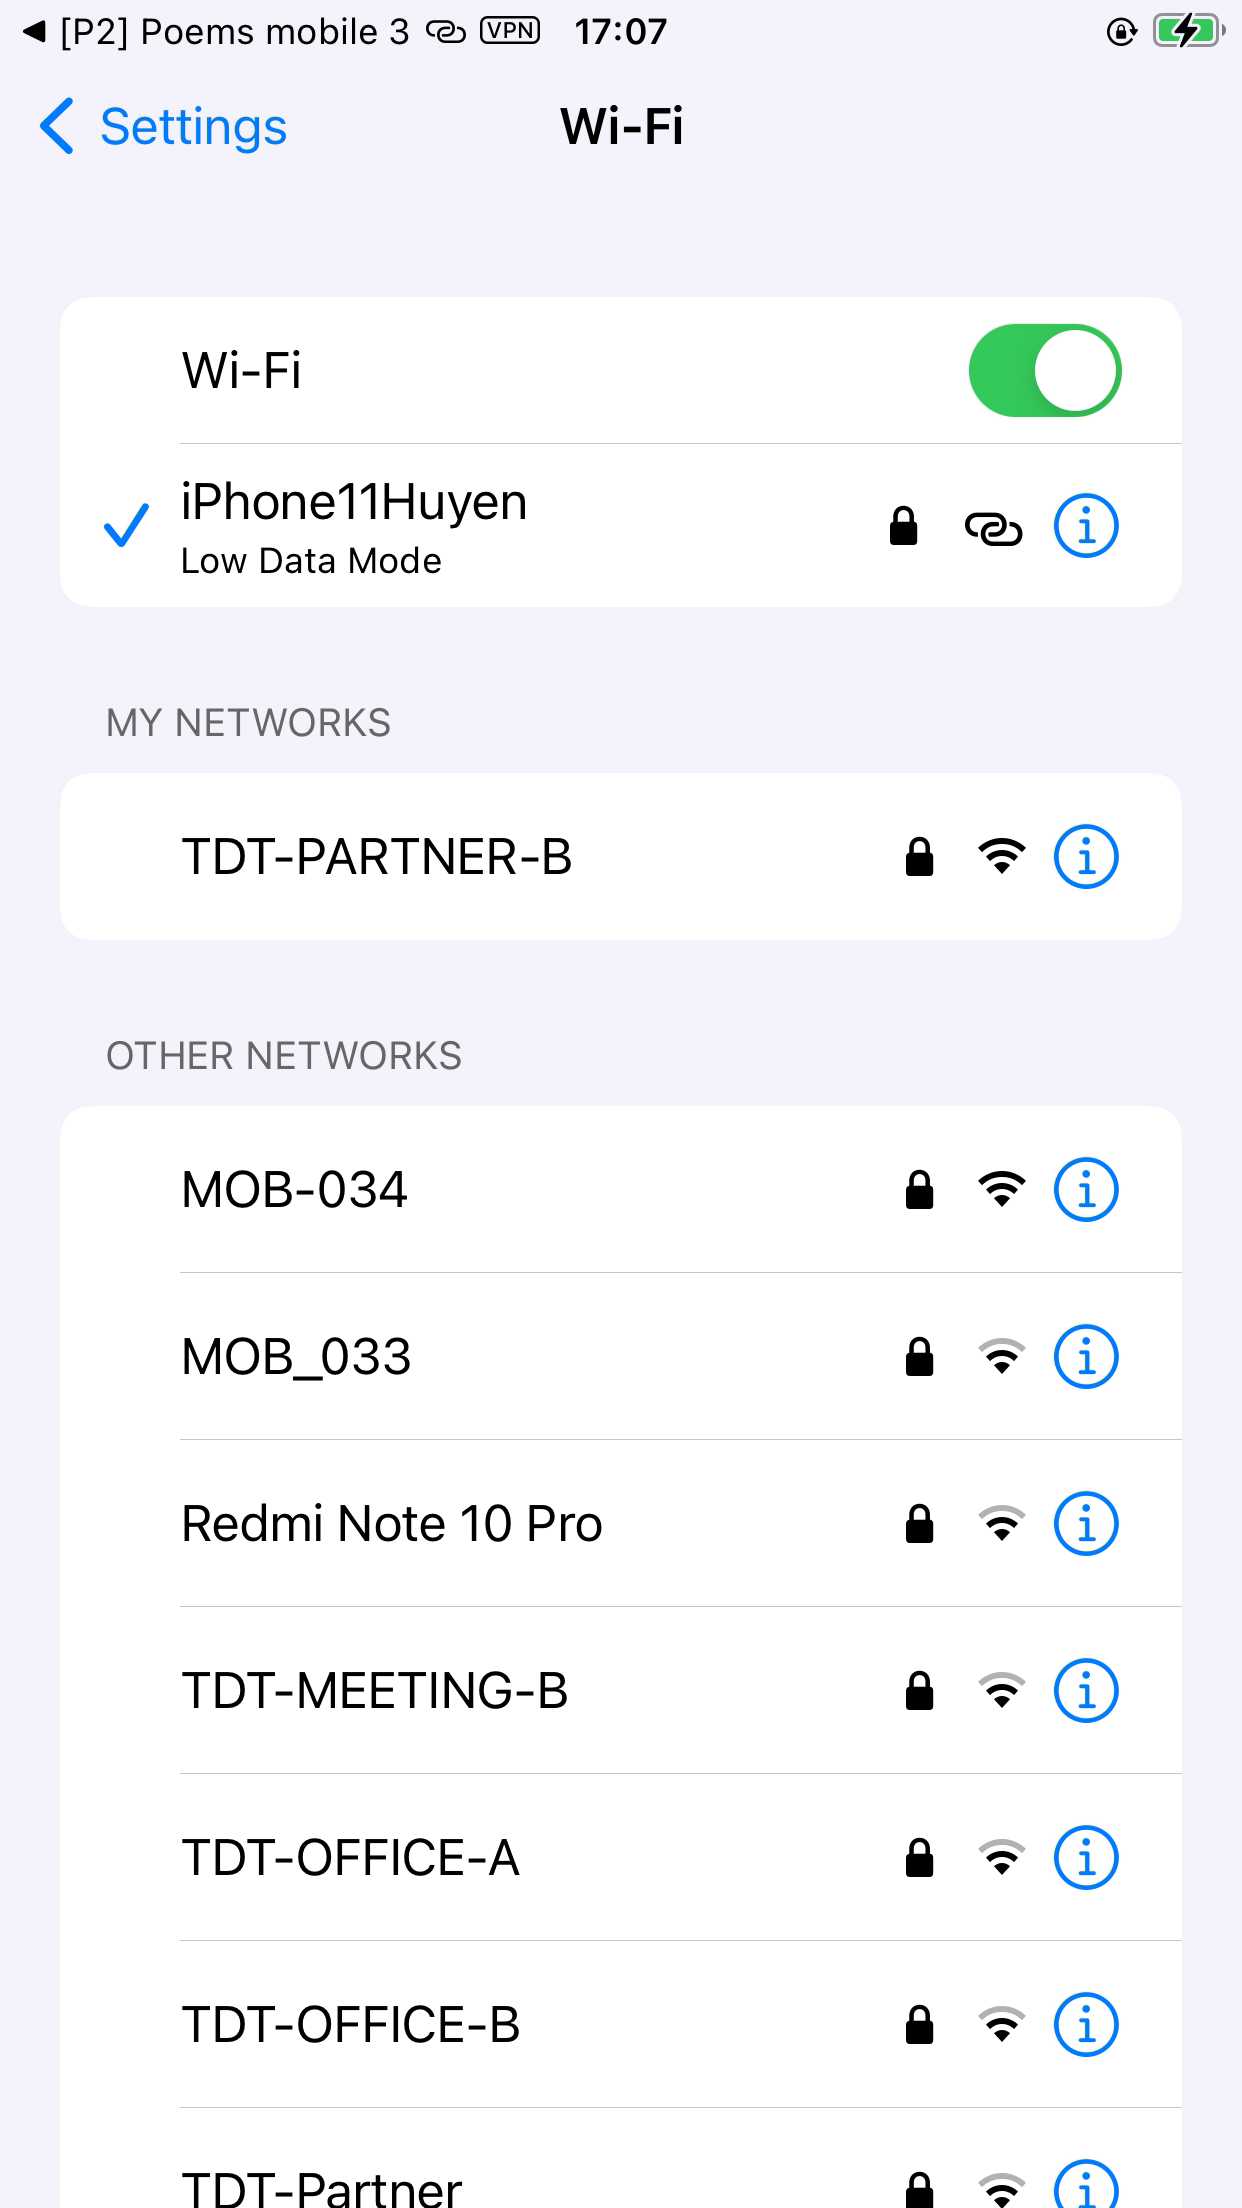 [P2] Poems mobile 3 VPN 17:07
Settings Wi-Fi
Wi-Fi
iPhone11Huyen
Low Data Mode
MY NETWORKS
TDT-PARTNER-B
OTHER NETWORKS
MOB-034
MOB_033
Redmi Note 10 Pro
TDT-MEETING-B
TDT-OFFICE-A
TDT-OFFICE-B
TDT-Partner